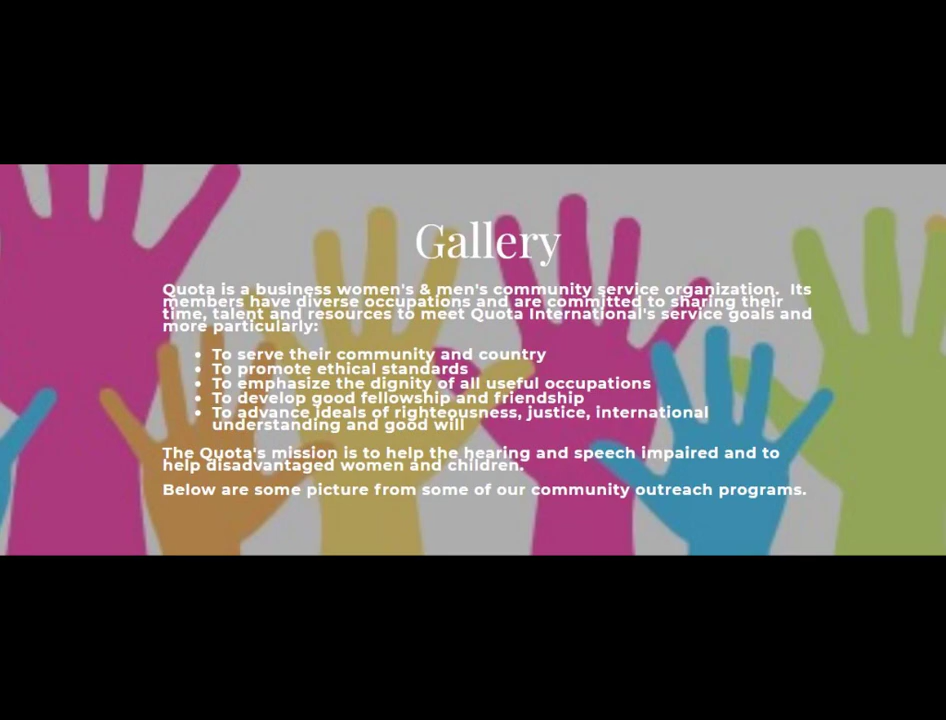 Gallery
Quota is a business women's & men's community service organization.  Its
members have diverse occupations and are committed to sharing their
time, talent and resources to meet Quota International's service goals and
more particularly:
• To serve their community and country
• To promote ethical standards
• To emphasize the dignity of all useful occupations
• To develop good fellowship and friendship
• To advance ideals of righteousness, justice, international
understanding and good will
The Quota's mission is to help the hearing and speech impaired and to
help disadvantaged women and children.
Below are some picture from some of our community outreach programs.